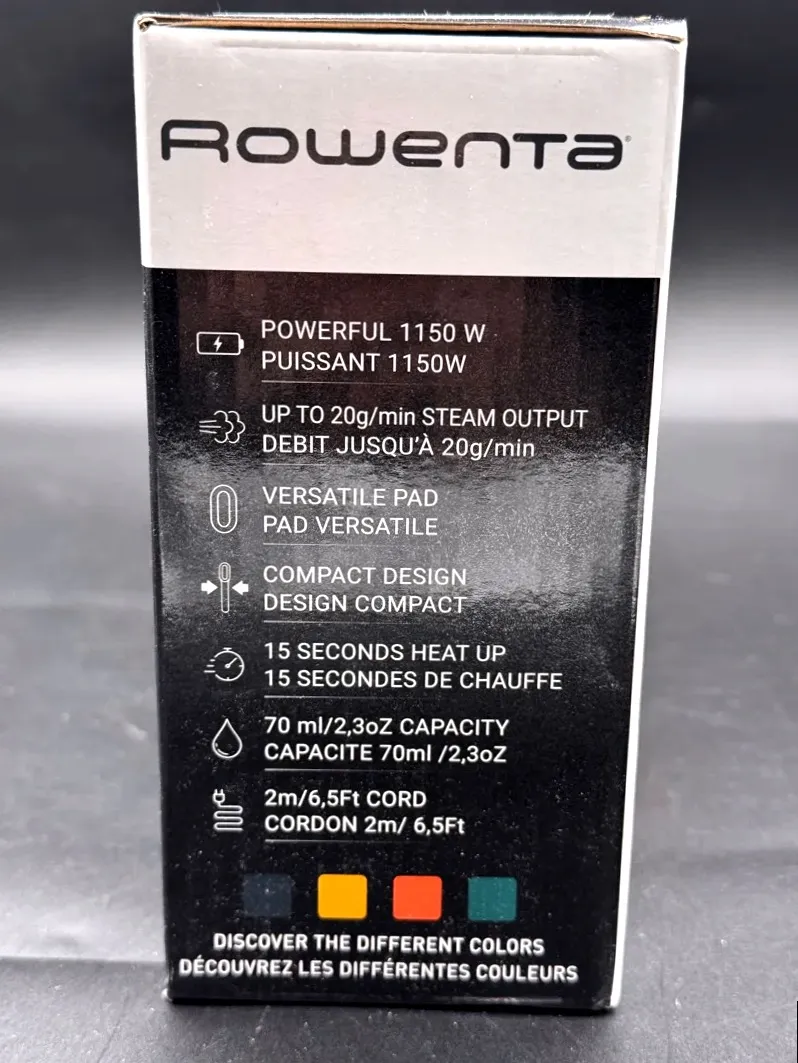 Rowenta®
POWERFUL 1150 W
PUISSANT 1150W
UP TO 20g/min STEAM OUTPUT
DEBIT JUSQU'À 20g/min
VERSATILE PAD
PAD VERSATILE
COMPACT DESIGN
DESIGN COMPACT
15 SECONDS HEAT UP
15 SECONDES DE CHAUFFE
70 ml/2,3oZ CAPACITY
CAPACITE 70ml /2,3oZ
2m/6,5Ft CORD
CORDON 2m/ 6,5Ft
DISCOVER THE DIFFERENT COLORS
DÉCOUVREZ LES DIFFÉRENTES COULEURS